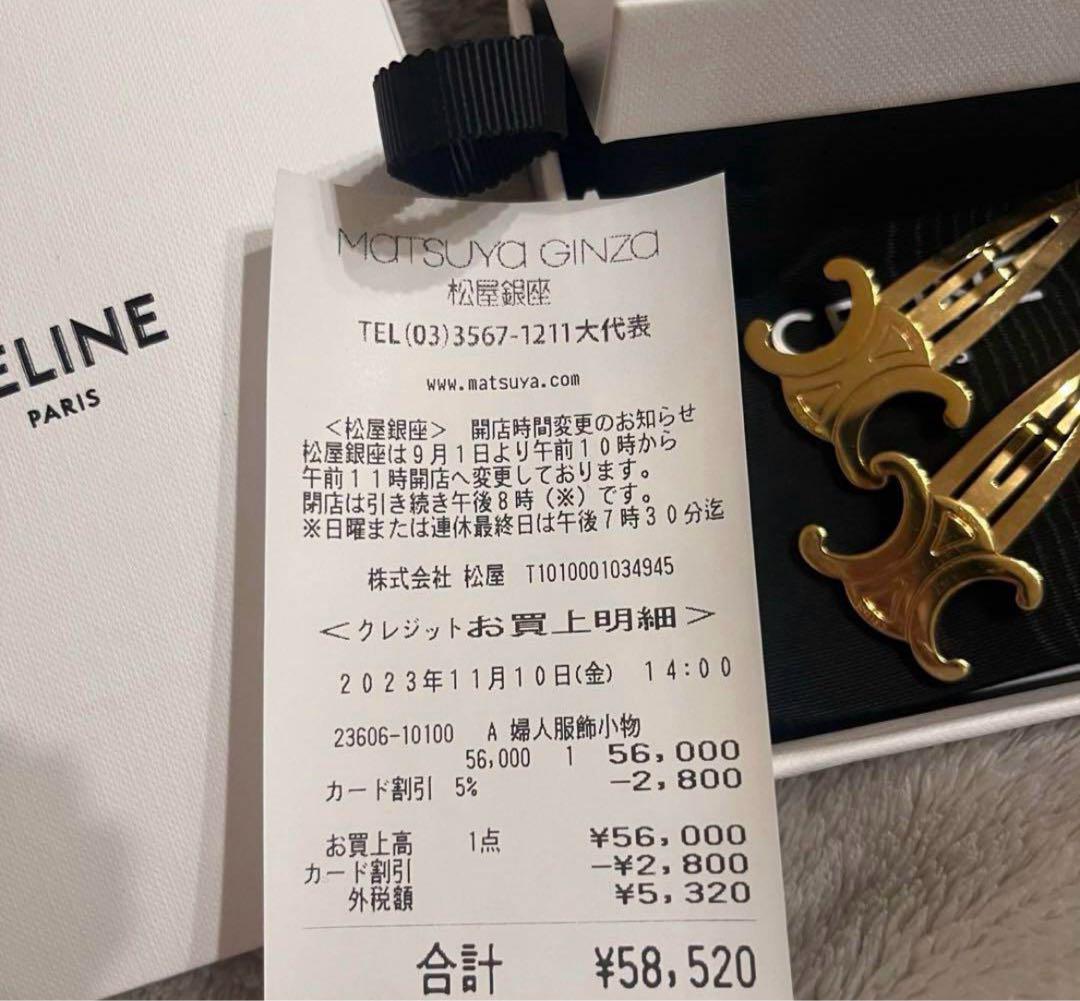 ELINE
PARIS
MATSUYA GINZA
松屋銀座
TEL(03)3567-1211大代表
www.matsuya.com
<松屋銀座> 開店時間変更のお知らせ
松屋銀座は9月1日より午前10時から
午前11時開店へ変更しております。
閉店は引き続き午後8時(※)です。
※日曜または連休最終日は午後7時30分迄
株式会社 松屋 T1010001034945
<クレジットお買上明細>
2023年11月10日(金) 14:00
23606-10100 A 婦人服飾小物
56,000 1 56,000
カード割引 5% -2,800
お買上高 1点 ¥56,000
カード割引 -¥2,800
外税額 ¥5,320
合計 ¥58,520